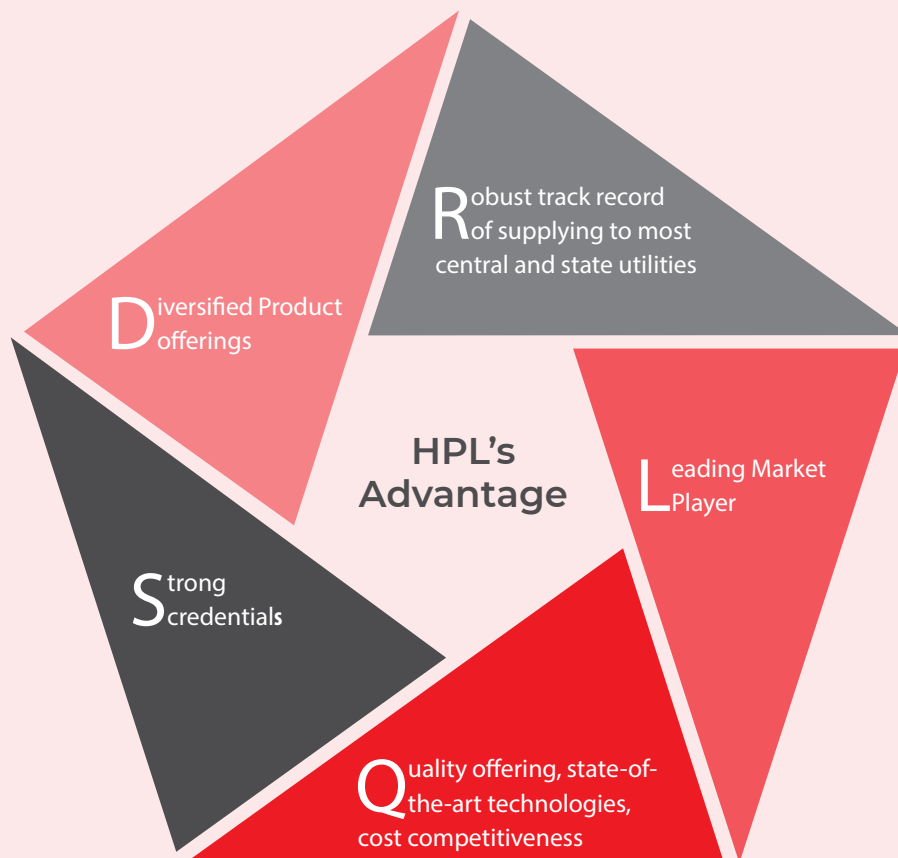 Robust track record
of supplying to most
central and state utilities
Diversified Product
offerings
HPL's
Advantage
Leading Market
Player
Strong
credentials
Quality offering, state-of-
the-art technologies,
cost competitiveness